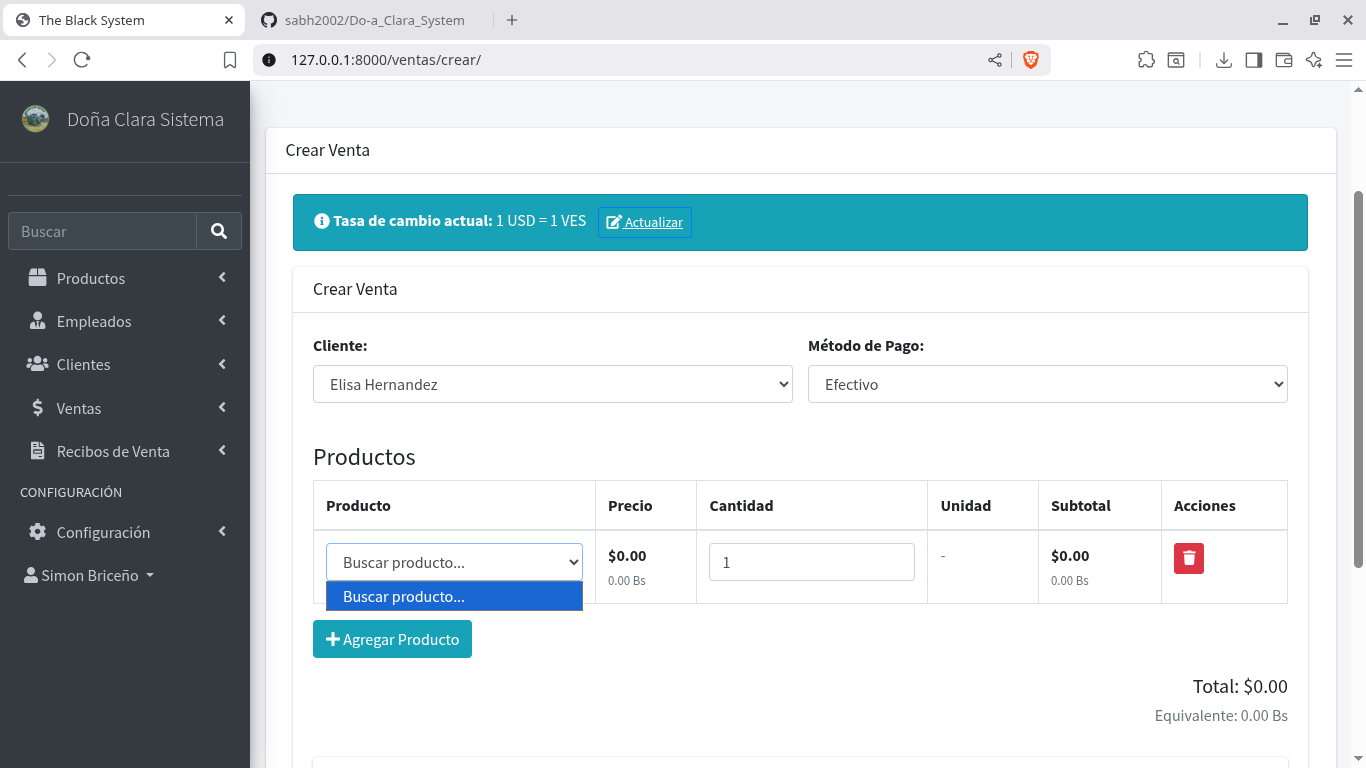 The Black System
sabh2002/Do-a_Clara_System
127.0.0.1:8000/ventas/crear/
Doña Clara Sistema
Buscar
Productos
Empleados
Clientes
Ventas
Recibos de Venta
CONFIGURACIÓN
Configuración
Simon Briceño
Crear Venta
Tasa de cambio actual: 1 USD = 1 VES Actualizar
Crear Venta
Cliente: Método de Pago:
Elisa Hernandez Efectivo
Productos
Producto Precio Cantidad Unidad Subtotal Acciones
Buscar producto... $0.00 1 - $0.00
0.00 Bs 0.00 Bs
Buscar producto...
Agregar Producto
Total: $0.00
Equivalente: 0.00 Bs